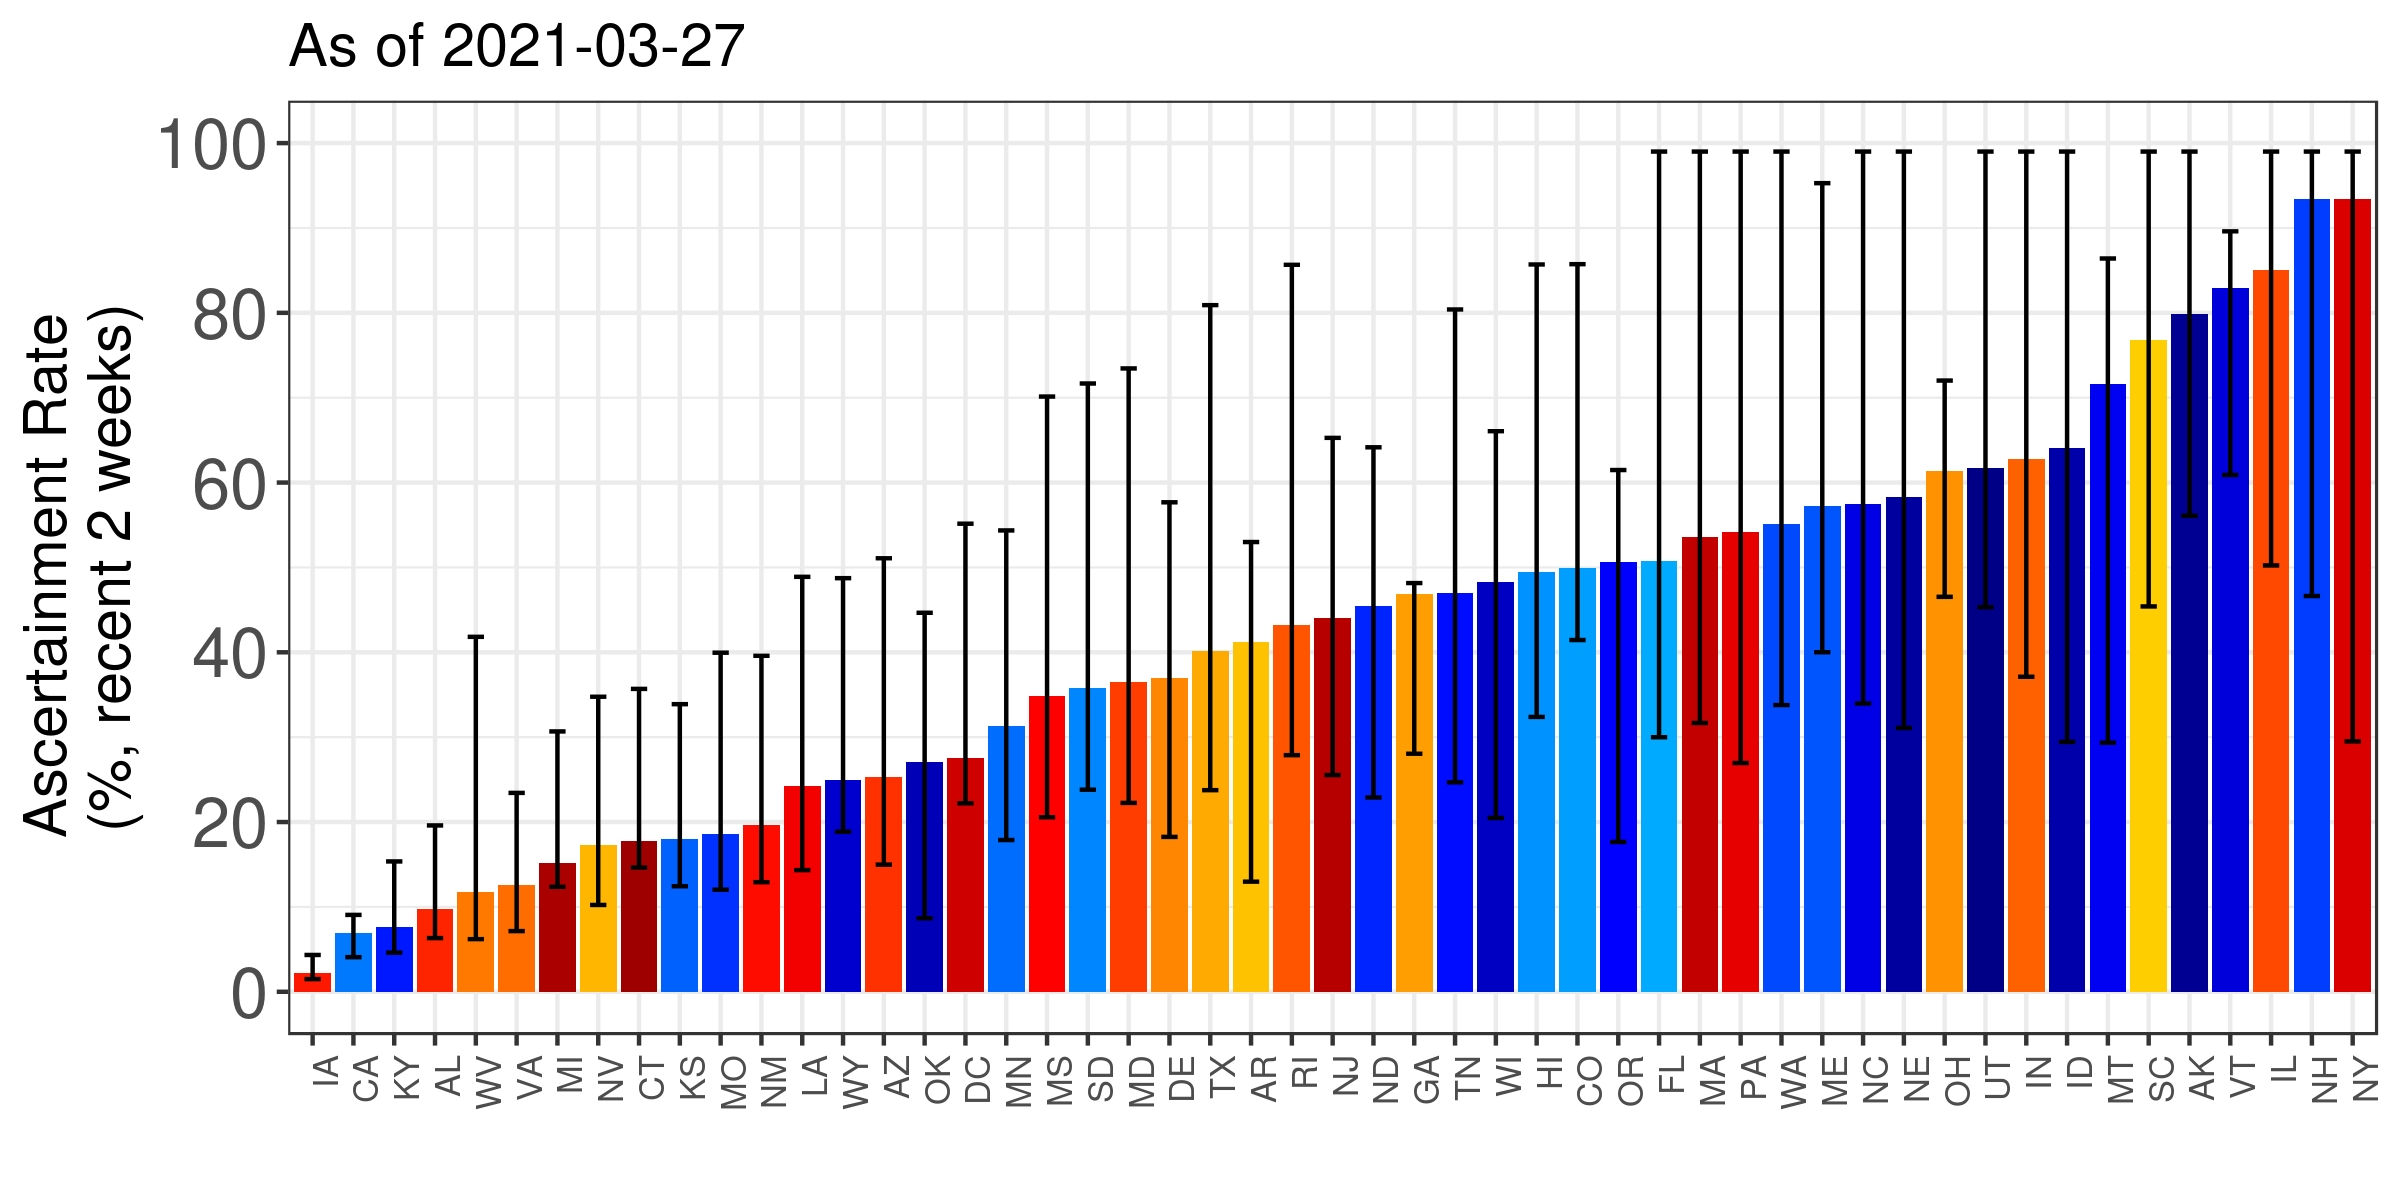 As of 2021-03-27
Ascertainment Rate
(%, recent 2 weeks)
100
80
60
40
20
0
IA CA KY AL WV VA MI NV CT KS MO NM LA WY AZ OK DC MN MS SD MD DE TX AR RI NJ ND GA TN WI HI CO OR FL MA PA WA ME NC NE OH UT IN ID MT SC AK VT IL NH NY